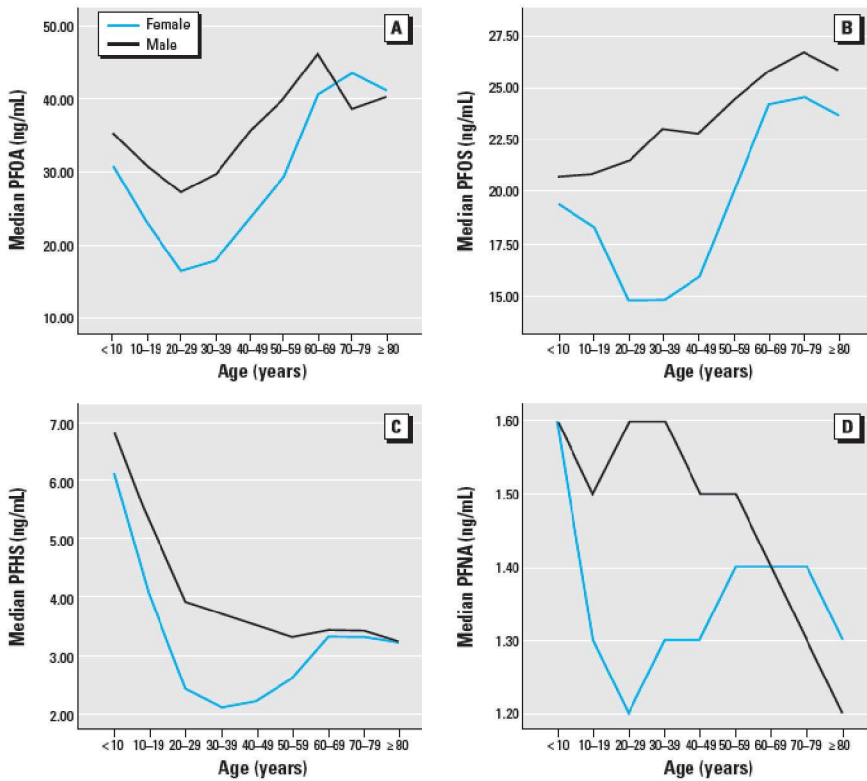 Female
Male
A
Median PFOA (ng/mL)
50.00
40.00
30.00
20.00
10.00
< 10 10–19 20–29 30–39 40–49 50–59 60–69 70–79 ≥ 80
Age (years)
B
Median PFOS (ng/mL)
27.50
25.00
22.50
20.00
17.50
15.00
< 10 10–19 20–29 30–39 40–49 50–59 60–69 70–79 ≥ 80
Age (years)
C
Median PFHS (ng/mL)
7.00
6.00
5.00
4.00
3.00
2.00
< 10 10–19 20–29 30–39 40–49 50–59 60–69 70–79 ≥ 80
Age (years)
D
Median PFNA (ng/mL)
1.60
1.50
1.40
1.30
1.20
< 10 10–19 20–29 30–39 40–49 50–59 60–69 70–79 ≥ 80
Age (years)